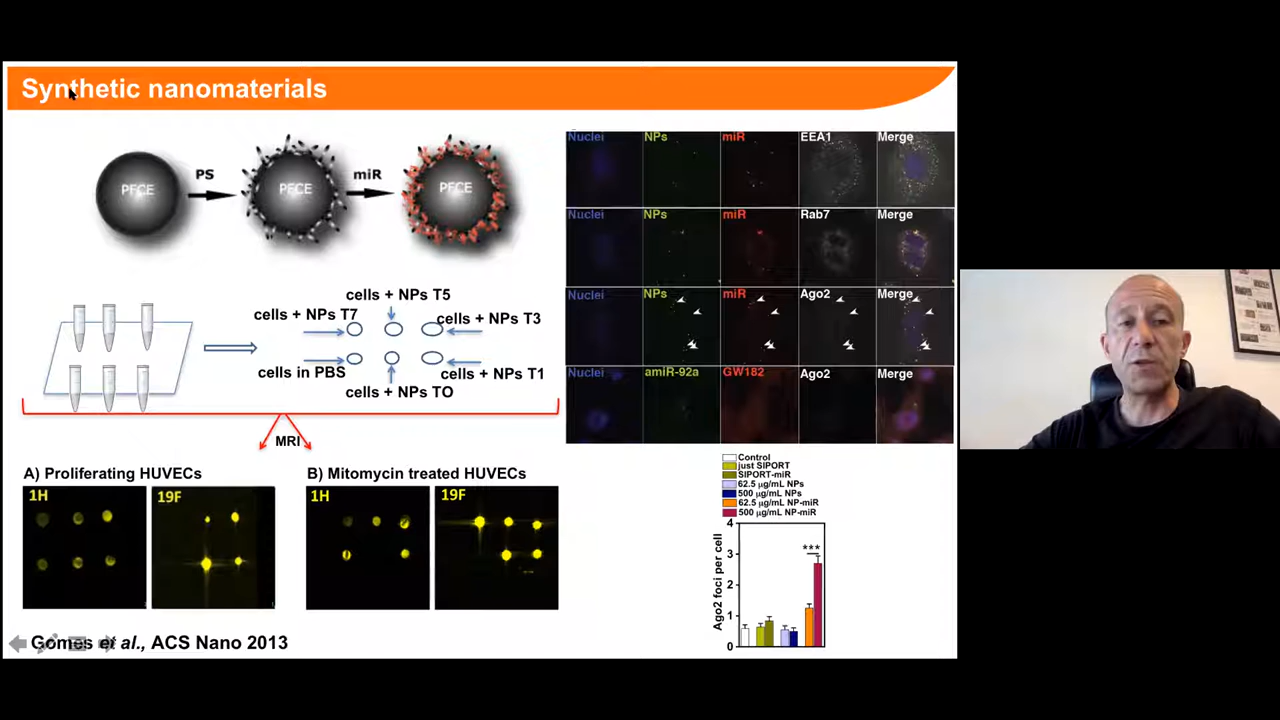 Synthetic nanomaterials
PFCE
PS
PFCE
miR
PFCE
cells + NPs T5
cells + NPs T7
cells + NPs T3
cells in PBS
cells + NPs T1
cells + NPs TO
MRI
A) Proliferating HUVECs
B) Mitomycin treated HUVECs
1H
19F
1H
19F
Gomes et al., ACS Nano 2013
Nuclei NPs miR EEA1 Merge
Nuclei NPs miR Rab7 Merge
Nuclei NPs miR Ago2 Merge
Nuclei amiR-92a GW182 Ago2 Merge
Control
just SIPORT
SIPORT-miR
62.5 µg/mL NPs
500 µg/mL NPs
62.5 µg/mL NP-miR
500 µg/mL NP-miR
Ago2 foci per cell
4
3
2
1
0
***